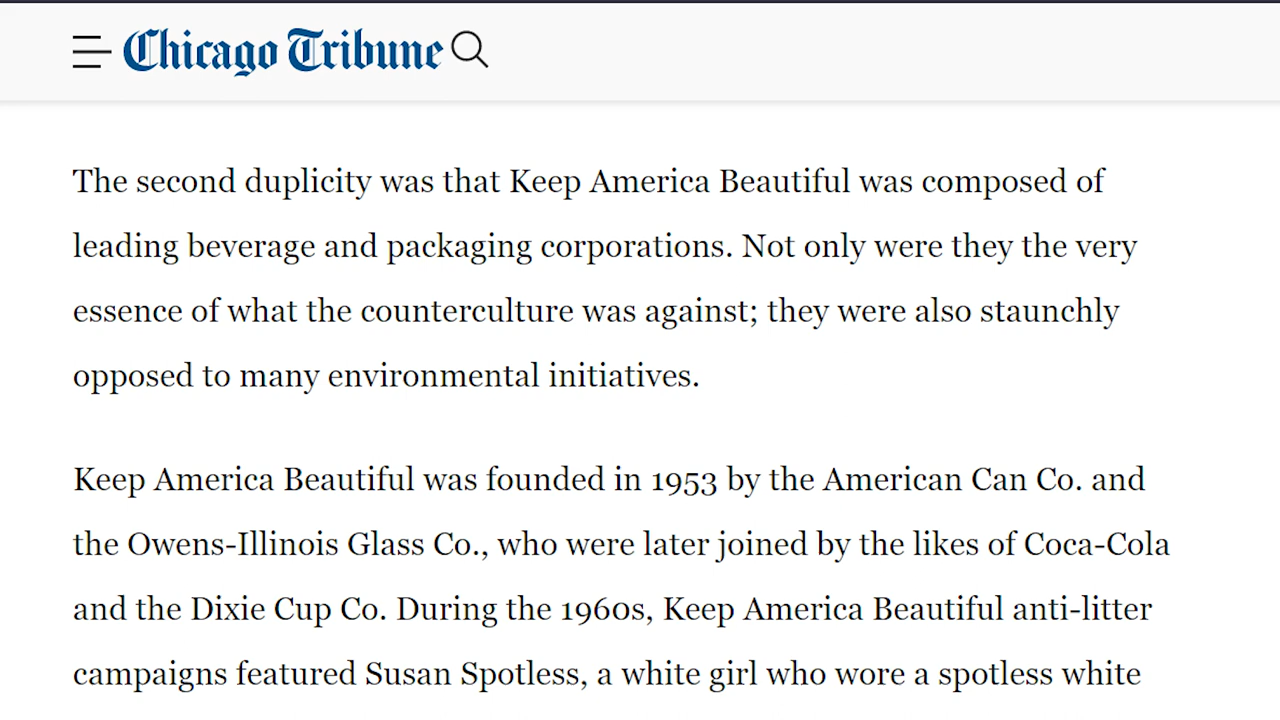 Chicago Tribune
The second duplicity was that Keep America Beautiful was composed of
leading beverage and packaging corporations. Not only were they the very
essence of what the counterculture was against; they were also staunchly
opposed to many environmental initiatives.
Keep America Beautiful was founded in 1953 by the American Can Co. and
the Owens-Illinois Glass Co., who were later joined by the likes of Coca-Cola
and the Dixie Cup Co. During the 1960s, Keep America Beautiful anti-litter
campaigns featured Susan Spotless, a white girl who wore a spotless white